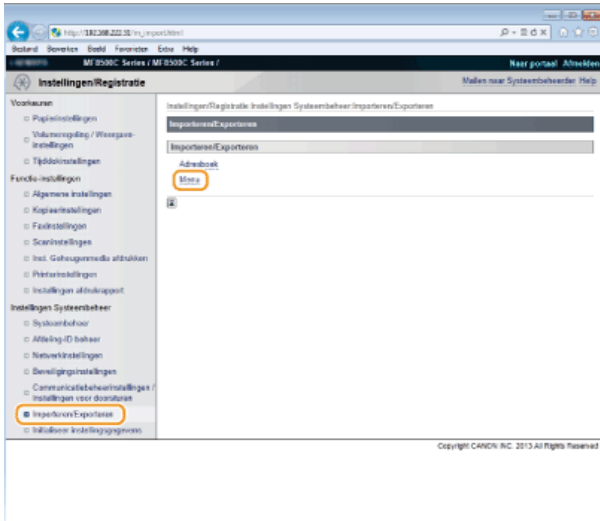 http://192.168.222.51/m_import.html
Bestand Bewerken Beeld Favorieten Extra Help
MF8500C Series / MF8500C Series /
Naar portaal Afmelden
Instellingen/Registratie
Mailen naar Systeembeheerder Help
Voorkeuren
Papierinstellingen
Volumeregeling / Weergave-
instellingen
Tijdklokinstellingen
Functie-instellingen
Algemene instellingen
Kopieerinstellingen
Faxinstellingen
Scaninstellingen
Inst. Geheugenmedia afdrukken
Printerinstellingen
Instellingen afdrukrapport
Instellingen Systeembeheer
Systeembeheer
Afdeling-ID beheer
Netwerkinstellingen
Beveiligingsinstellingen
Communicatiebeheerinstellingen /
Instellingen voor doorsturen
Importeren/Exporteren
Initialiseer instellingsgegevens
Instellingen/Registratie:Instellingen Systeembeheer:Importeren/Exporteren
Importeren/Exporteren
Importeren/Exporteren
Adresboek
Menu
Copyright CANON INC. 2013 All Rights Reserved